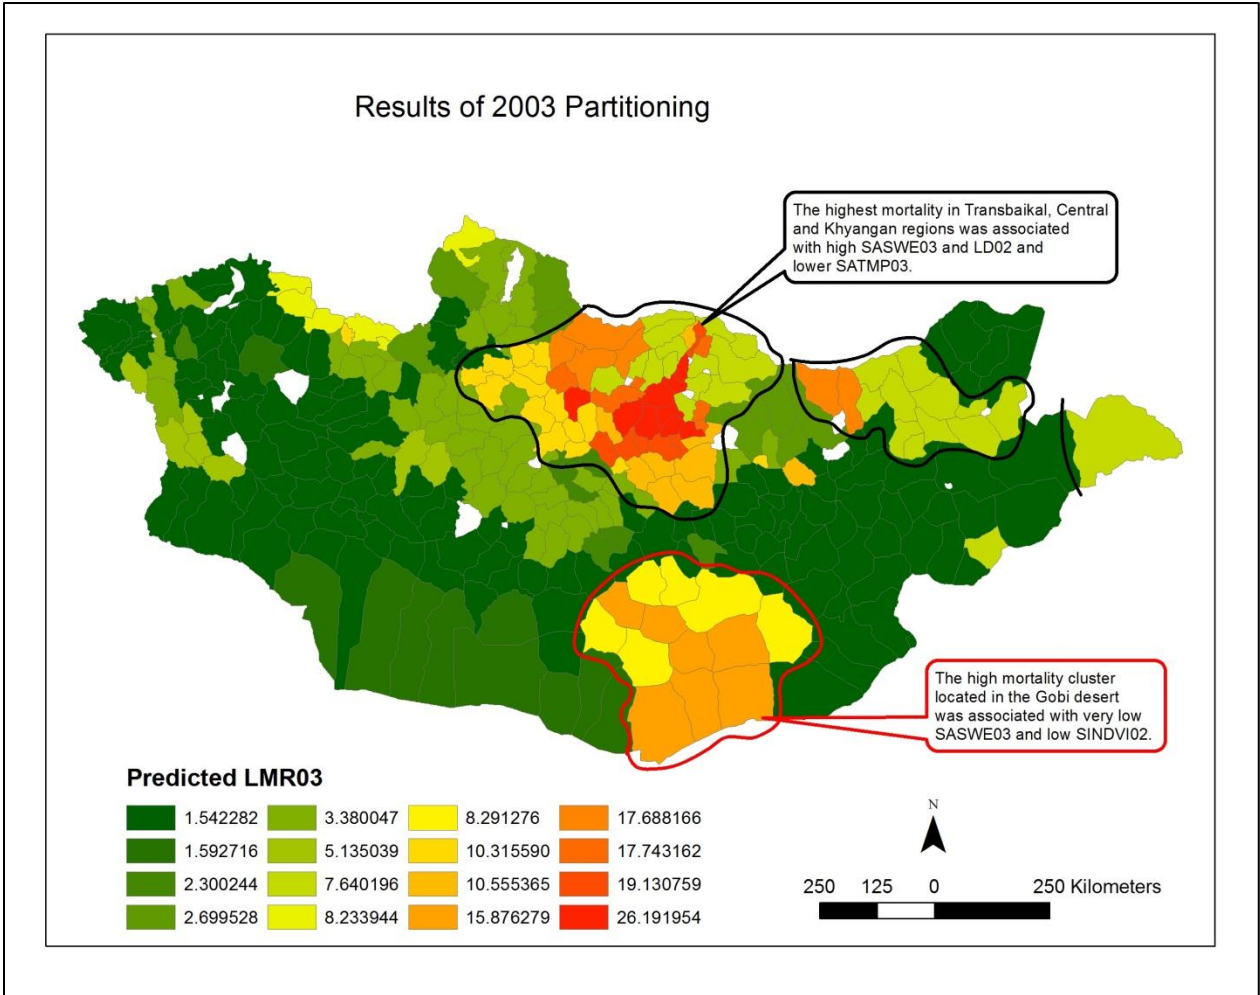 Results of 2003 Partitioning
The highest mortality in Transbaikal, Central
and Khyangan regions was associated
with high SASWE03 and LD02 and
lower SATMP03.
The high mortality cluster
located in the Gobi desert
was associated with very low
SASWE03 and low SINDVI02.
Predicted LMR03
1.542282 3.380047 8.291276 17.688166
1.592716 5.135039 10.315590 17.743162
2.300244 7.640196 10.555365 19.130759
2.699528 8.233944 15.876279 26.191954
N
250 125 0 250 Kilometers